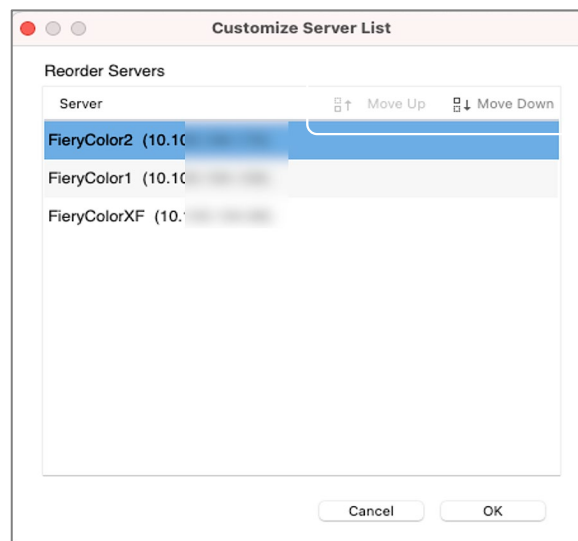 Customize Server List
Reorder Servers
Server Move Up Move Down
FieryColor2 (10.10
FieryColor1 (10.10
FieryColorXF (10.
Cancel OK